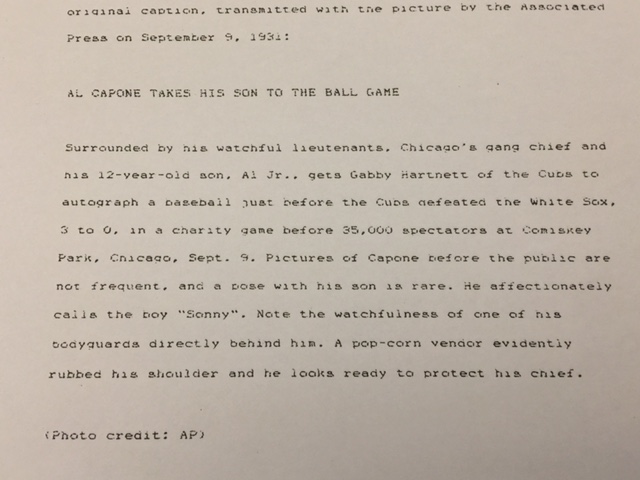 original caption, transmitted with the picture by the Associated
Press on September 9, 1931:
AL CAPONE TAKES HIS SON TO THE BALL GAME
Surrounded by his watchful lieutenants, Chicago's gang chief and
his 12-year-old son, Al Jr., gets Gabby Hartnett of the Cubs to
autograph a baseball just before the Cubs defeated the White Sox,
3 to 0, in a charity game before 35,000 spectators at Comiskey
Park, Chicago, Sept. 9. Pictures of Capone before the public are
not frequent, and a pose with his son is rare. He affectionately
calls the boy "Sonny". Note the watchfulness of one of his
bodyguards directly behind him. A pop-corn vendor evidently
rubbed his shoulder and he looks ready to protect his chief.
(Photo credit: AP)